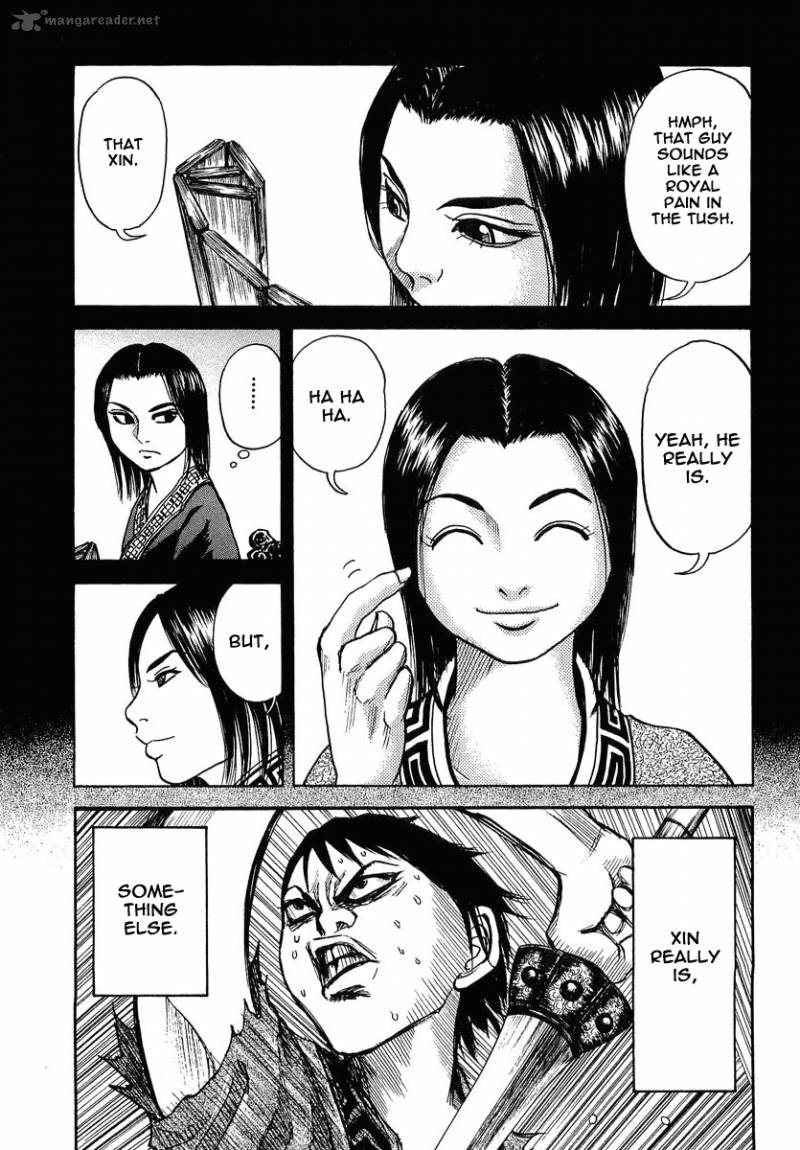 mangareader.net
HMPH,
THAT GUY
SOUNDS
LIKE A
ROYAL
PAIN IN
THE TUSH.
THAT
XIN.
YEAH, HE
REALLY
IS.
HA HA
HA.
......
BUT,
XIN
REALLY
IS,
SOME-
THING
ELSE.